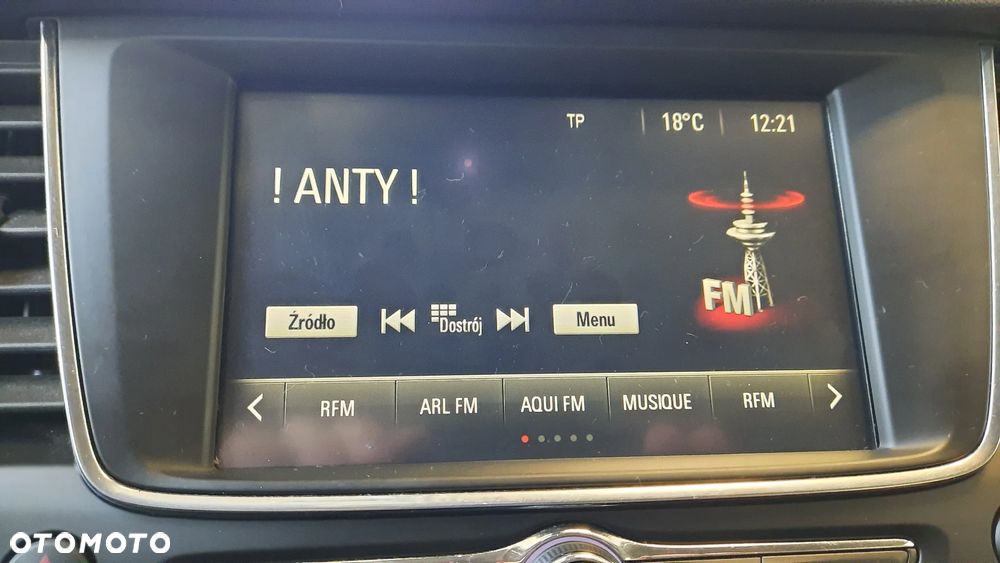 TP 18°C 12:21
! ANTY !
FM
Źródło Dostrój Menu
RFM ARL FM AQUI FM MUSIQUE RFM
OTOMOTO